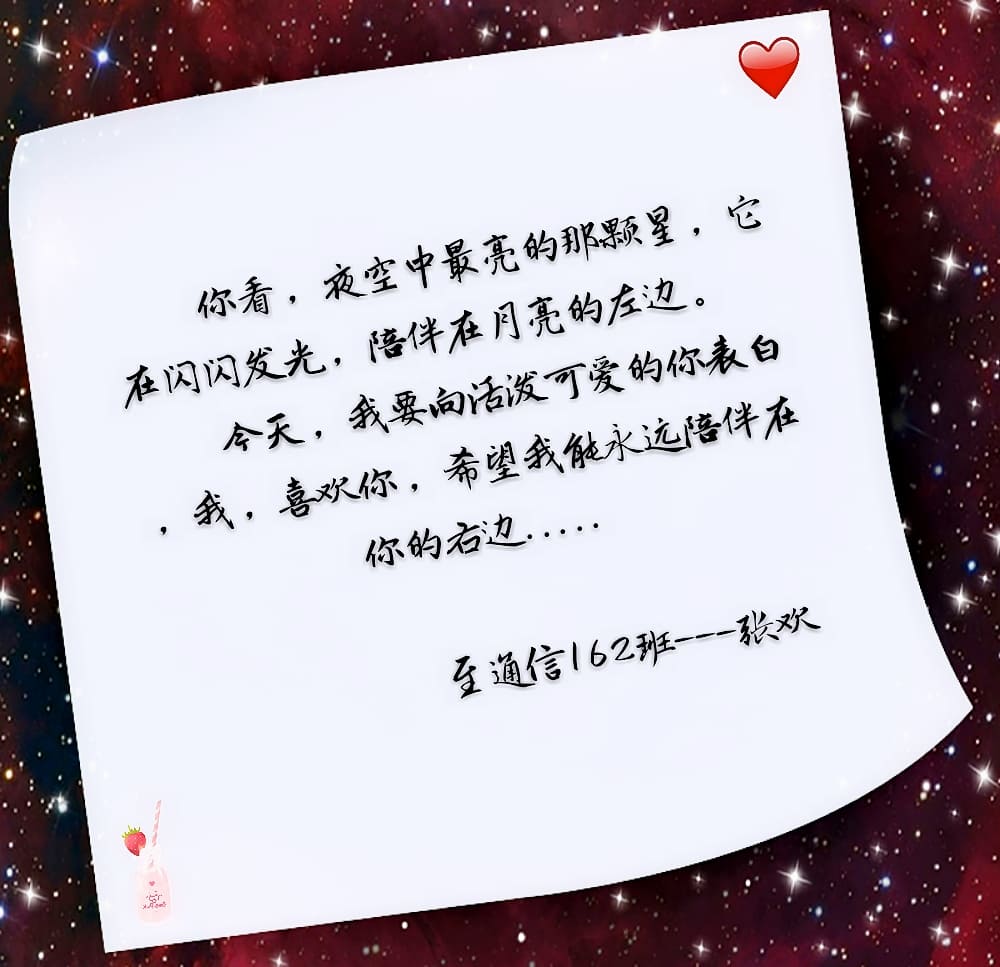 你看，夜空中最亮的那颗星，它
在闪闪发光，陪伴在月亮的左边。
今天，我要向活泼可爱的你表白
，我，喜欢你，希望我能永远陪伴在
你的右边.....
至通信162班---张欢